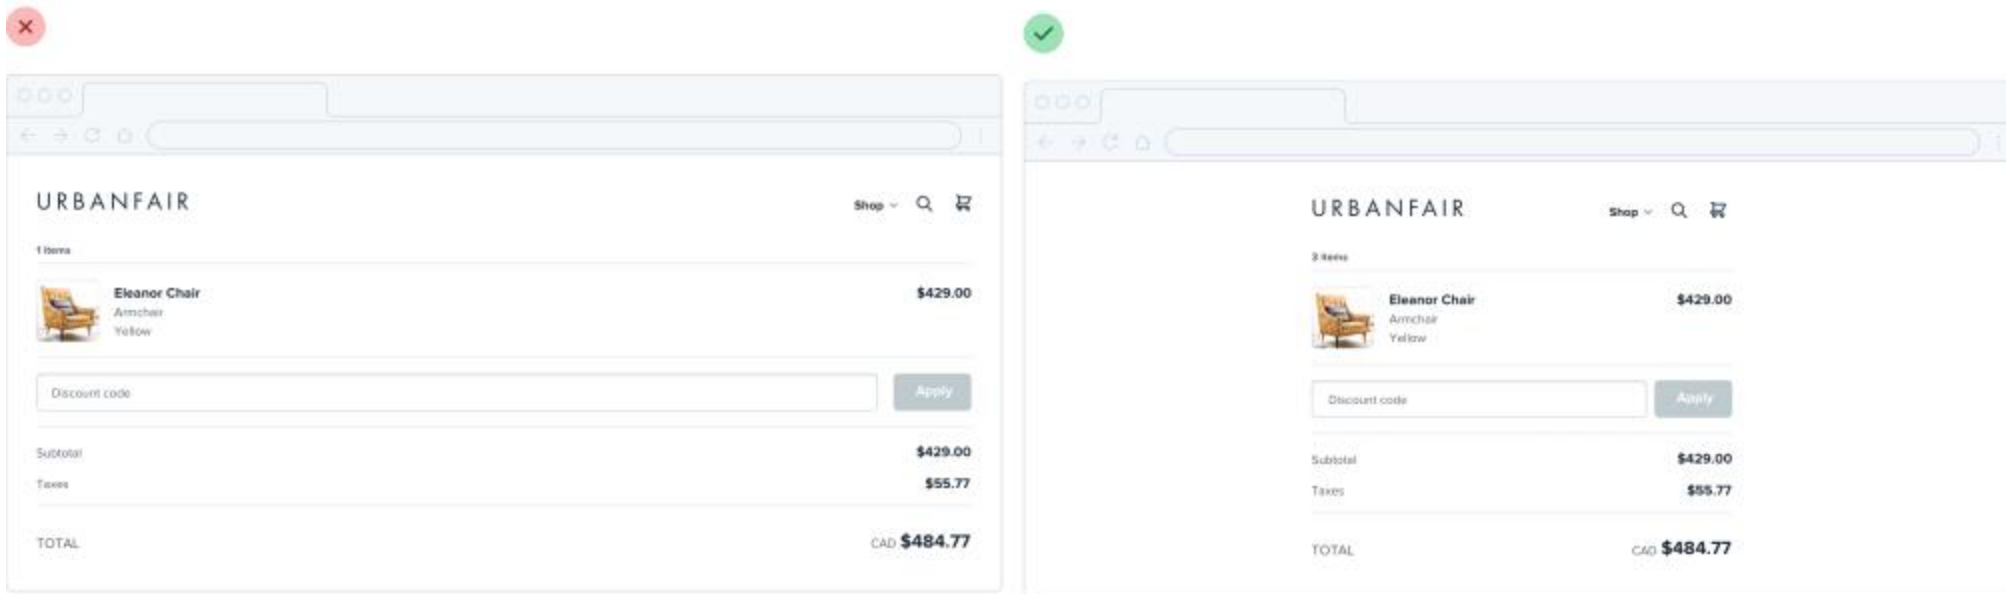 URBANFAIR
Shop
1 Items
Eleanor Chair
$429.00
Armchair
Yellow
Discount code
Apply
Subtotal
$429.00
Taxes
$55.77
TOTAL
CAD $484.77
URBANFAIR
Shop
3 Items
Eleanor Chair
$429.00
Armchair
Yellow
Discount code
Apply
Subtotal
$429.00
Taxes
$55.77
TOTAL
CAD $484.77